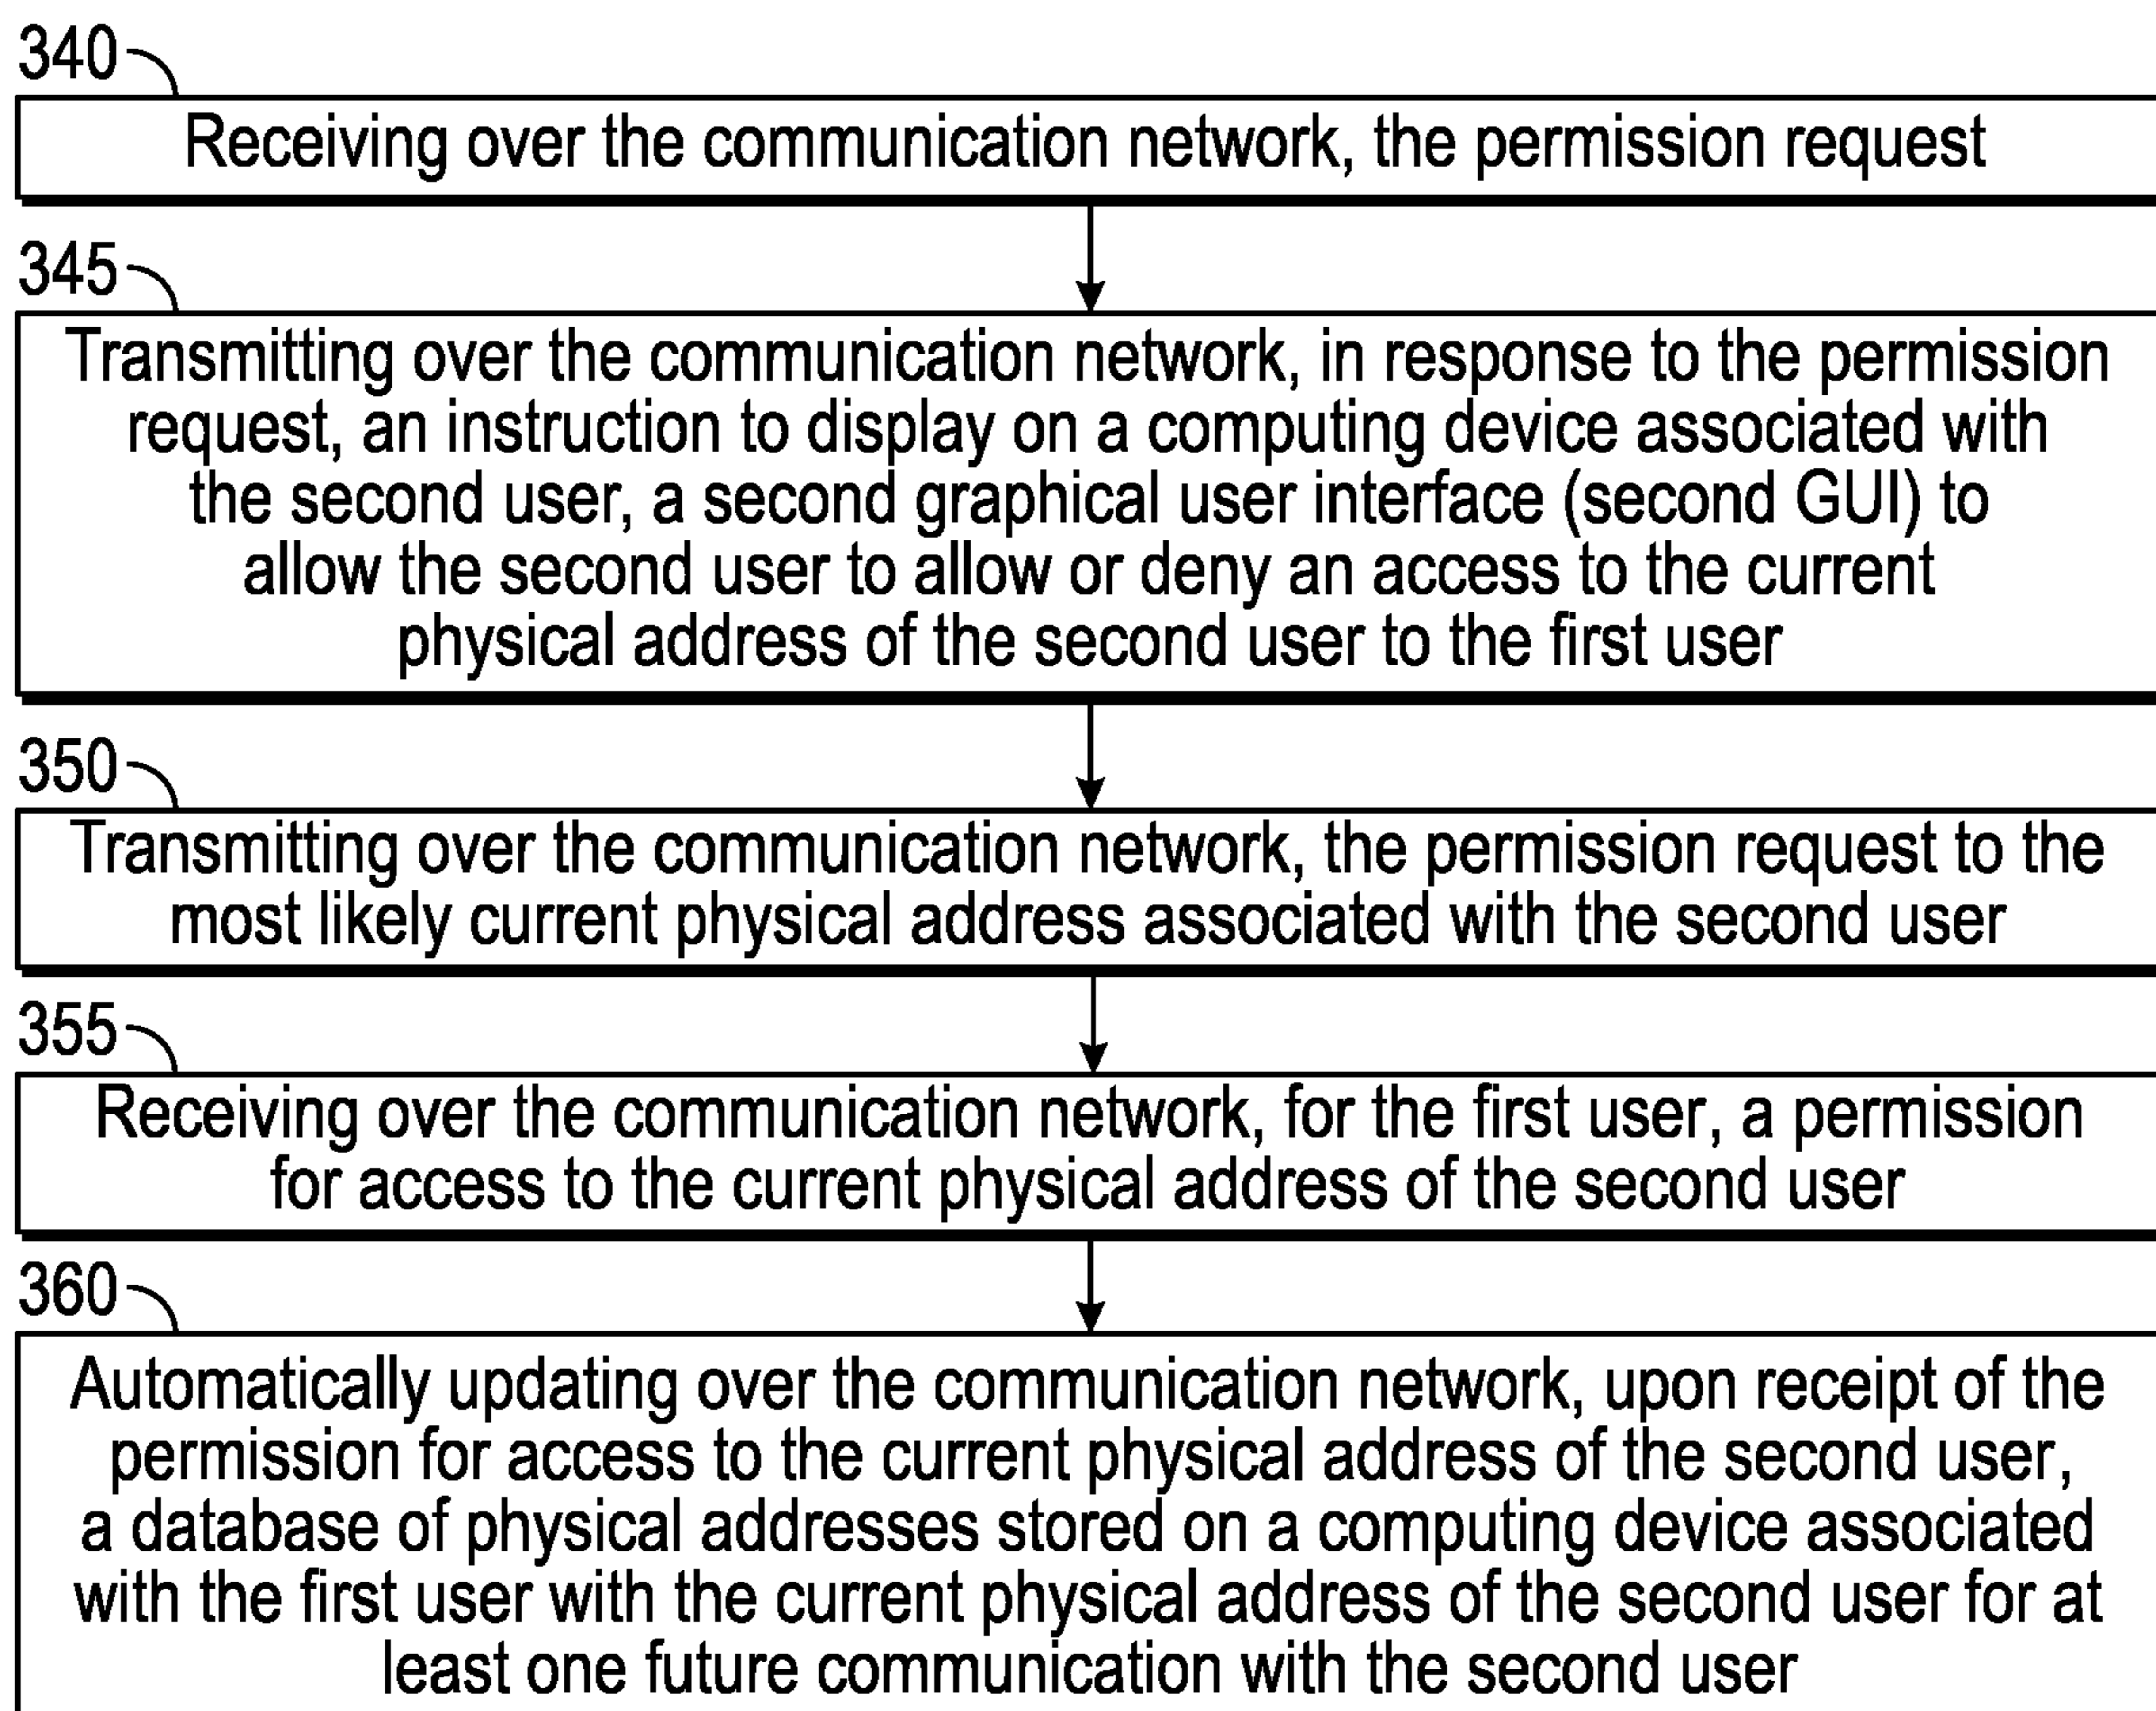 340
Receiving over the communication network, the permission request
345
Transmitting over the communication network, in response to the permission
request, an instruction to display on a computing device associated with
the second user, a second graphical user interface (second GUI) to
allow the second user to allow or deny an access to the current
physical address of the second user to the first user
350
Transmitting over the communication network, the permission request to the
most likely current physical address associated with the second user
355
Receiving over the communication network, for the first user, a permission
for access to the current physical address of the second user
360
Automatically updating over the communication network, upon receipt of the
permission for access to the current physical address of the second user,
a database of physical addresses stored on a computing device associated
with the first user with the current physical address of the second user for at
least one future communication with the second user